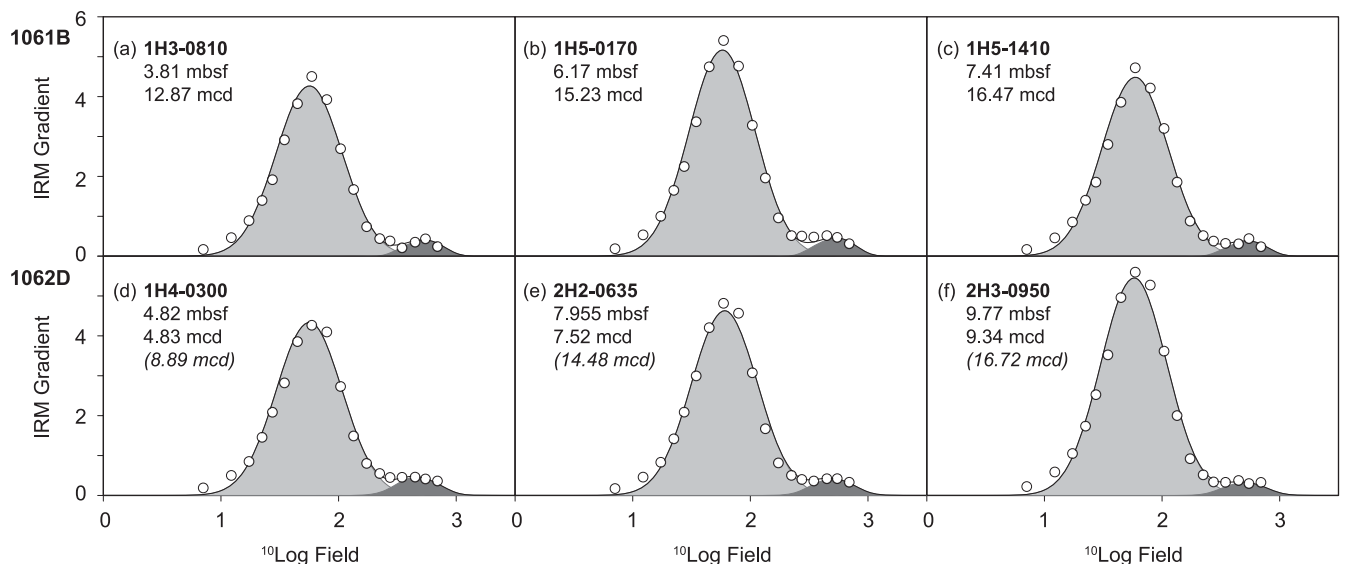 1061B
IRM Gradient
6
4
2
0
(a) 1H3-0810
3.81 mbsf
12.87 mcd
(b) 1H5-0170
6.17 mbsf
15.23 mcd
(c) 1H5-1410
7.41 mbsf
16.47 mcd
1062D
IRM Gradient
4
2
0
(d) 1H4-0300
4.82 mbsf
4.83 mcd
(8.89 mcd)
(e) 2H2-0635
7.955 mbsf
7.52 mcd
(14.48 mcd)
(f) 2H3-0950
9.77 mbsf
9.34 mcd
(16.72 mcd)
0 1 2 3 0 1 2 3 0 1 2 3
¹⁰Log Field ¹⁰Log Field ¹⁰Log Field